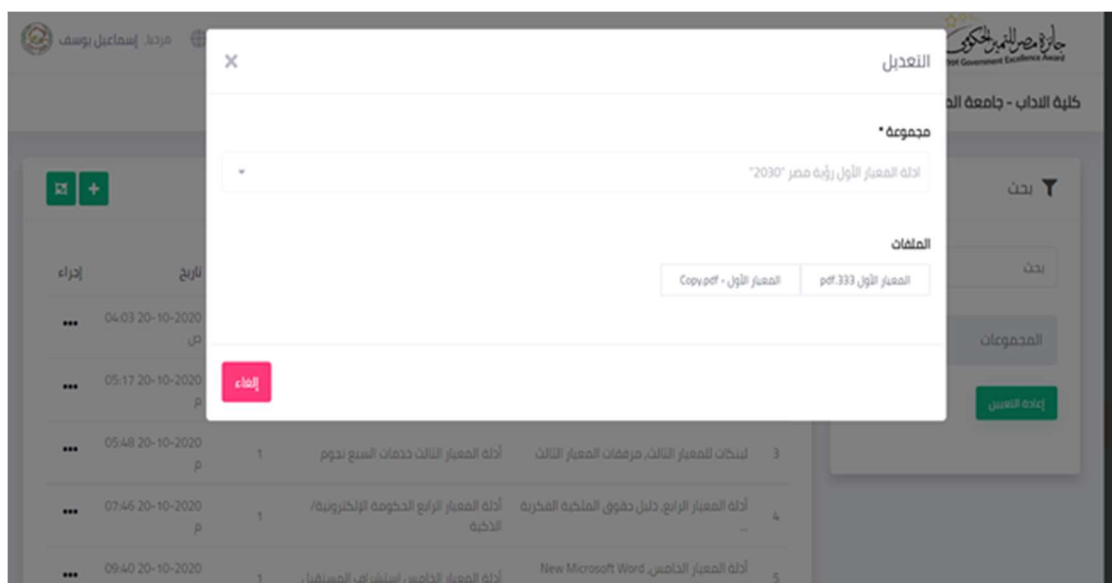 جائزة مصر للتميز الحكومي
Government Excellence Award
مرحبا, إسماعيل يوسف
كلية الاداب - جامعة
التعديل
×
مجموعة *
ادلة المعيار الأول رؤية مصر "2030"
الملفات
المعيار الأول 333.pdf
المعيار الأول - Copy.pdf
إلغاء
بحث
بحث
المجموعات
إعادة التعيين
تاريخ
إجراء
04:03 20-10-2020
ص
05:17 20-10-2020
م
3 لينكات للمعيار الثالث, مرفقات المعيار الثالث أدلة المعيار الثالث خدمات السبع نجوم 1 05:48 20-10-2020
م
4 أدلة المعيار الرابع, دليل حقوق الملكية الفكرية أدلة المعيار الرابع الحكومة الإلكترونية/ 1 07:46 20-10-2020
... الذكية م
5 أدلة المعيار الخامس, New Microsoft Word أدلة المعيار الخامس استشراف المستقبل 1 09:40 20-10-2020